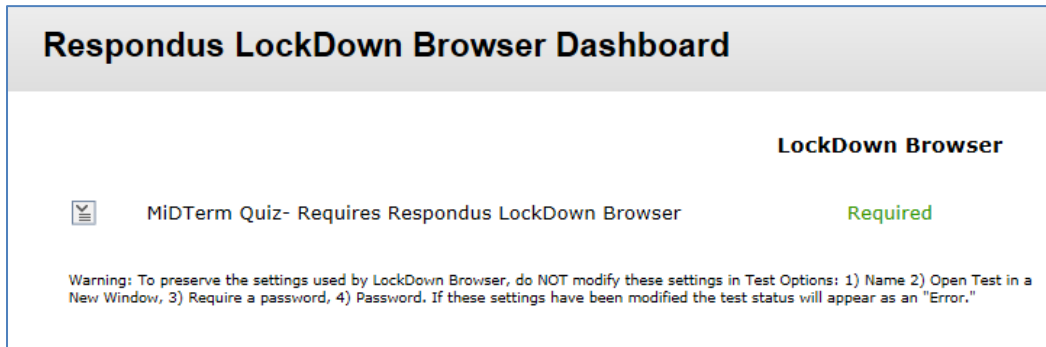 Respondus LockDown Browser Dashboard
LockDown Browser
MiDTerm Quiz- Requires Respondus LockDown Browser Required
Warning: To preserve the settings used by LockDown Browser, do NOT modify these settings in Test Options: 1) Name 2) Open Test in a
New Window, 3) Require a password, 4) Password. If these settings have been modified the test status will appear as an "Error."